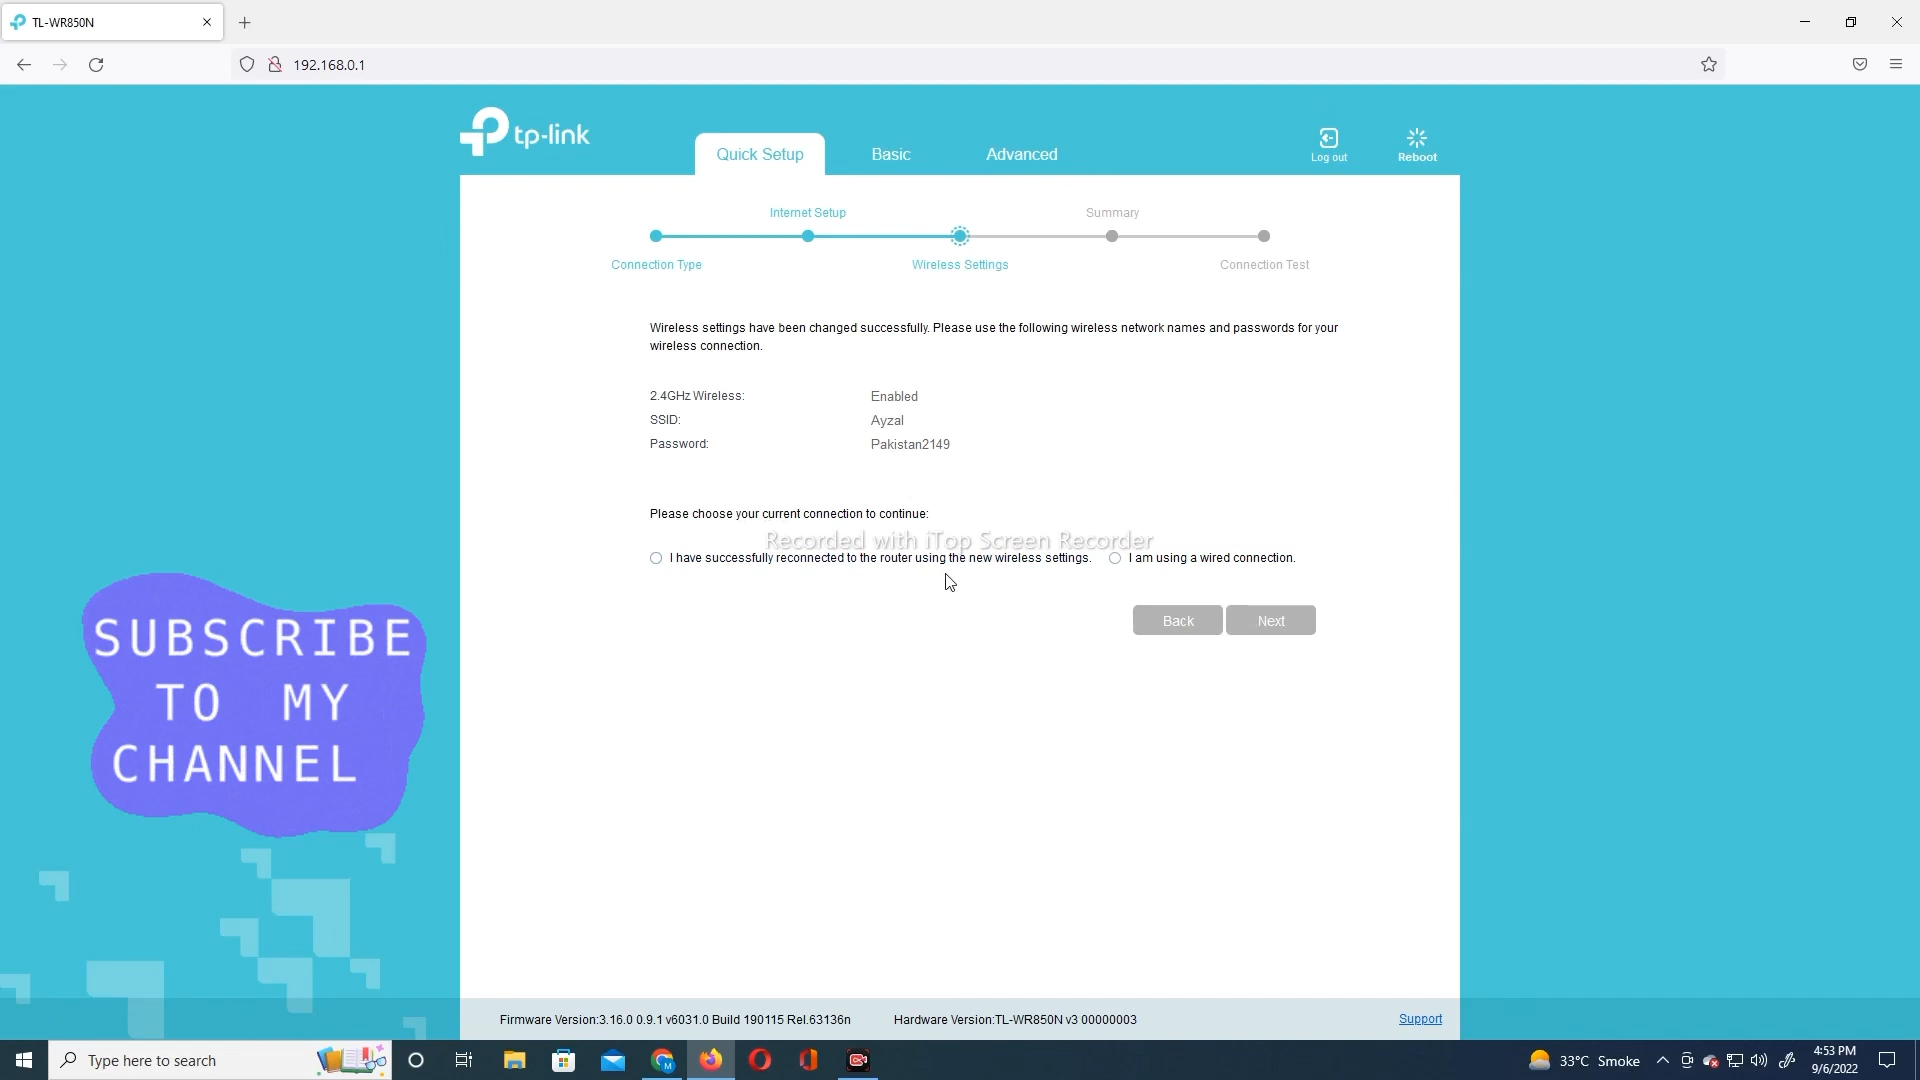 TL-WR850N
192.168.0.1
tp-link
Quick Setup
Basic
Advanced
Log out
Reboot
Internet Setup
Summary
Connection Type
Wireless Settings
Connection Test
Wireless settings have been changed successfully. Please use the following wireless network names and passwords for your
wireless connection.
2.4GHz Wireless: Enabled
SSID: Ayzal
Password: Pakistan2149
Please choose your current connection to continue:
Recorded with iTop Screen Recorder
I have successfully reconnected to the router using the new wireless settings. I am using a wired connection.
Back
Next
SUBSCRIBE
TO MY
CHANNEL
Firmware Version:3.16.0 0.9.1 v6031.0 Build 190115 Rel.63136n Hardware Version:TL-WR850N v3 00000003
Support
Type here to search
M
33°C Smoke
4:53 PM
9/6/2022